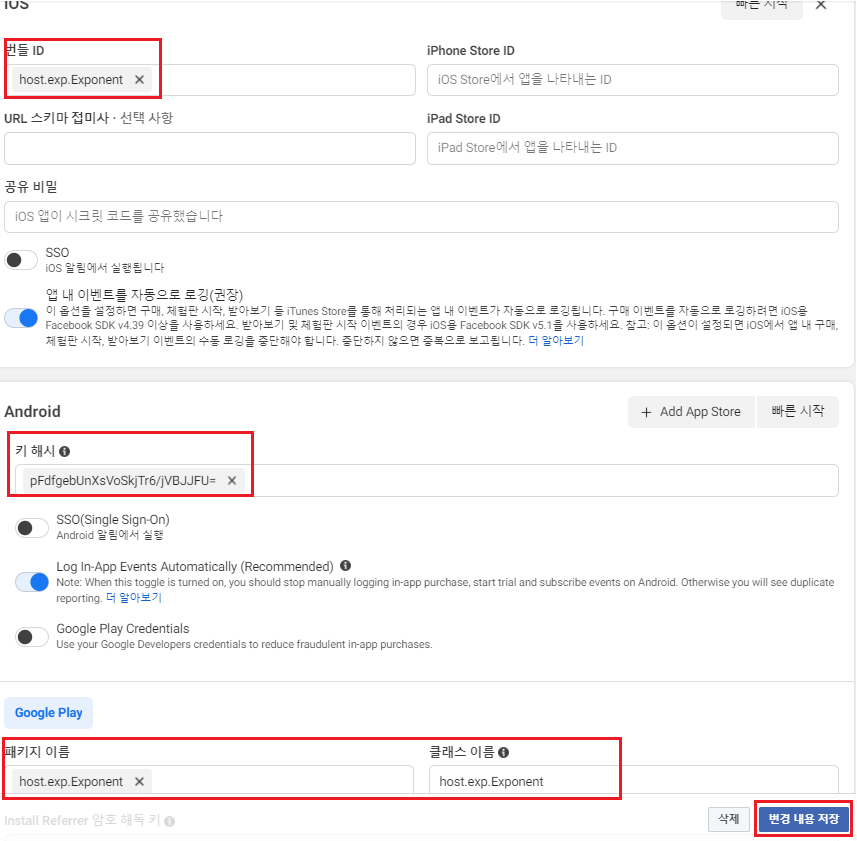 iOS
빠른 시작
번들 ID
iPhone Store ID
host.exp.Exponent
iOS Store에서 앱을 나타내는 ID
URL 스키마 접미사 · 선택 사항
iPad Store ID
iPad Store에서 앱을 나타내는 ID
공유 비밀
iOS 앱이 시크릿 코드를 공유했습니다
SSO
iOS 알림에서 실행됩니다
앱 내 이벤트를 자동으로 로깅(권장)
이 옵션을 설정하면 구매, 체험판 시작, 받아보기 등 iTunes Store를 통해 처리되는 앱 내 이벤트가 자동으로 로깅됩니다. 구매 이벤트를 자동으로 로깅하려면 iOS용
Facebook SDK v4.39 이상을 사용하세요. 받아보기 및 체험판 시작 이벤트의 경우 iOS용 Facebook SDK v5.1을 사용하세요. 참고: 이 옵션이 설정되면 iOS에서 앱 내 구매,
체험판 시작, 받아보기 이벤트의 수동 로깅을 중단해야 합니다. 중단하지 않으면 중복으로 보고됩니다. 더 알아보기
Android
+ Add App Store
빠른 시작
키 해시
pFdfgebUnXsVoSkjTr6/jVBJJFU=
SSO(Single Sign-On)
Android 알림에서 실행
Log In-App Events Automatically (Recommended)
Note: When this toggle is turned on, you should stop manually logging in-app purchase, start trial and subscribe events on Android. Otherwise you will see duplicate
reporting. 더 알아보기
Google Play Credentials
Use your Google Developers credentials to reduce fraudulent in-app purchases.
Google Play
패키지 이름
클래스 이름
host.exp.Exponent
host.exp.Exponent
Install Referrer 암호 해독 키
삭제
변경 내용 저장